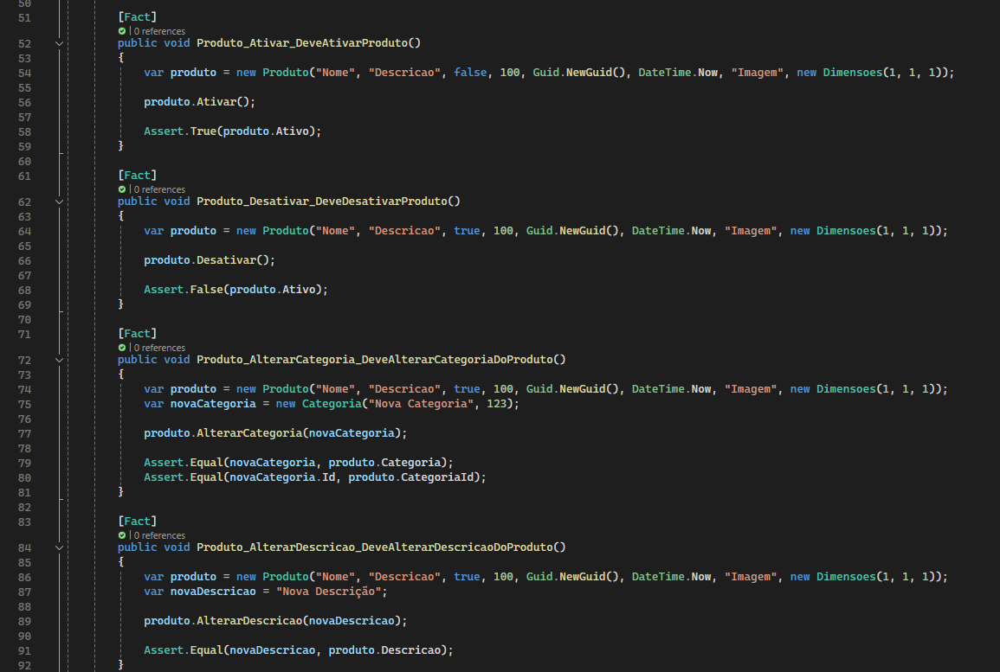 50
51 [Fact]
0 references
52 public void Produto_Ativar_DeveAtivarProduto()
53 {
54 var produto = new Produto("Nome", "Descricao", false, 100, Guid.NewGuid(), DateTime.Now, "Imagem", new Dimensoes(1, 1, 1));
55
56 produto.Ativar();
57
58 Assert.True(produto.Ativo);
59 }
60
61 [Fact]
0 references
62 public void Produto_Desativar_DeveDesativarProduto()
63 {
64 var produto = new Produto("Nome", "Descricao", true, 100, Guid.NewGuid(), DateTime.Now, "Imagem", new Dimensoes(1, 1, 1));
65
66 produto.Desativar();
67
68 Assert.False(produto.Ativo);
69 }
70
71 [Fact]
0 references
72 public void Produto_AlterarCategoria_DeveAlterarCategoriaDoProduto()
73 {
74 var produto = new Produto("Nome", "Descricao", true, 100, Guid.NewGuid(), DateTime.Now, "Imagem", new Dimensoes(1, 1, 1));
75 var novaCategoria = new Categoria("Nova Categoria", 123);
76
77 produto.AlterarCategoria(novaCategoria);
78
79 Assert.Equal(novaCategoria, produto.Categoria);
80 Assert.Equal(novaCategoria.Id, produto.CategoriaId);
81 }
82
83 [Fact]
0 references
84 public void Produto_AlterarDescricao_DeveAlterarDescricaoDoProduto()
85 {
86 var produto = new Produto("Nome", "Descricao", true, 100, Guid.NewGuid(), DateTime.Now, "Imagem", new Dimensoes(1, 1, 1));
87 var novaDescricao = "Nova Descrição";
88
89 produto.AlterarDescricao(novaDescricao);
90
91 Assert.Equal(novaDescricao, produto.Descricao);
92 }